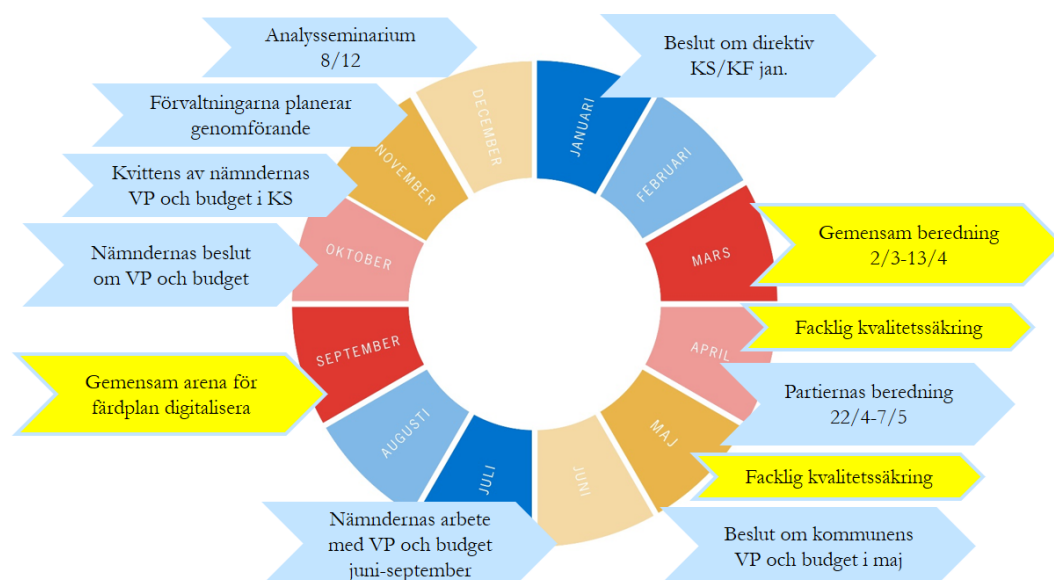 Analysseminarium
8/12
Beslut om direktiv
KS/KF jan.
Förvaltningarna planerar
genomförande
Kvittens av nämndernas
VP och budget i KS
Nämndernas beslut
om VP och budget
Gemensam arena för
färdplan digitalisera
Nämndernas arbete
med VP och budget
juni-september
Gemensam beredning
2/3-13/4
Facklig kvalitetssäkring
Partiernas beredning
22/4-7/5
Facklig kvalitetssäkring
Beslut om kommunens
VP och budget i maj
JANUARI
FEBRUARI
MARS
APRIL
MAJ
JUNI
JULI
AUGUSTI
SEPTEMBER
OKTOBER
NOVEMBER
DECEMBER